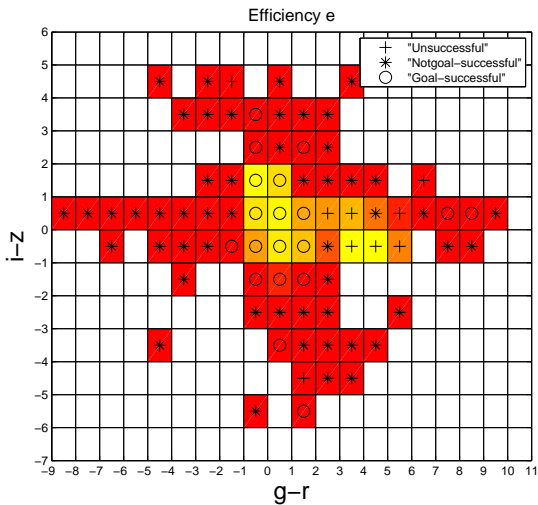 Efficiency e
"Unsuccessful"
"Notgoal−successful"
"Goal−successful"
6
5
4
3
2
1
0
−1
−2
−3
−4
−5
−6
−7
i−z
−9 −8 −7 −6 −5 −4 −3 −2 −1 0 1 2 3 4 5 6 7 8 9 10 11
g−r